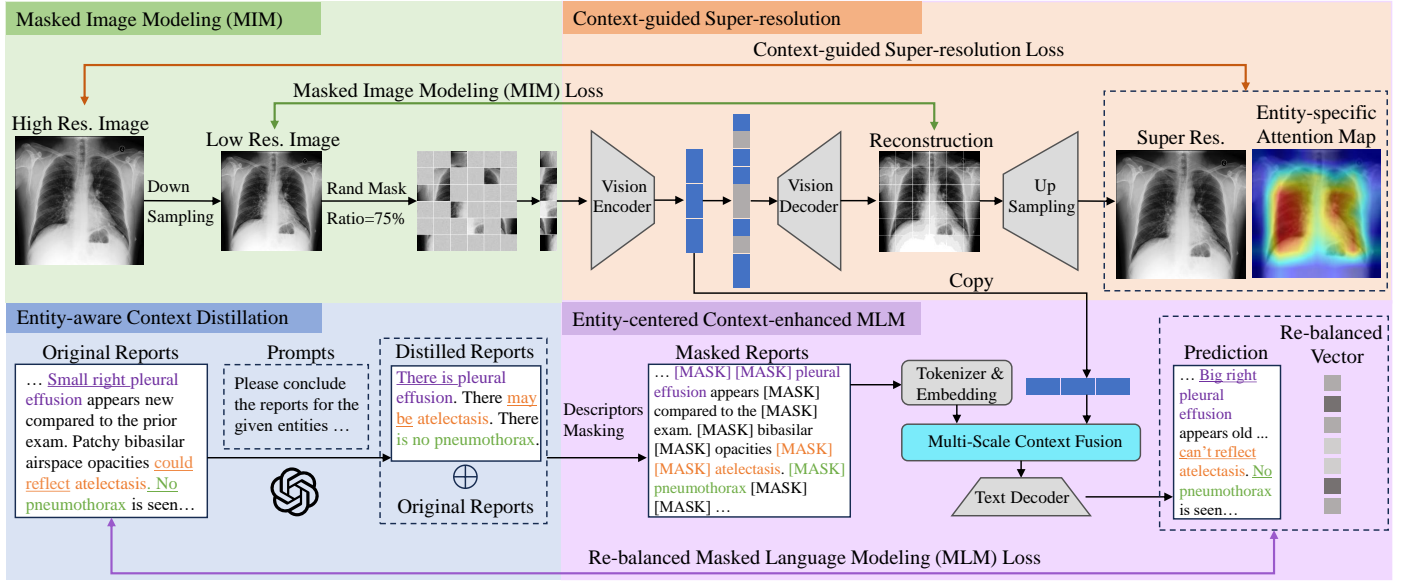 Masked Image Modeling (MIM)
Context-guided Super-resolution
Context-guided Super-resolution Loss
Masked Image Modeling (MIM) Loss
High Res. Image
Low Res. Image
Down
Sampling
Rand Mask
Ratio=75%
Vision
Encoder
Vision
Decoder
Reconstruction
Up
Sampling
Super Res.
Entity-specific
Attention Map
Copy
Entity-aware Context Distillation
Original Reports
… Small right pleural
effusion appears new
compared to the prior
exam. Patchy bibasilar
airspace opacities could
reflect atelectasis. No
pneumothorax is seen…
Prompts
Please conclude
the reports for the
given entities …
Distilled Reports
There is pleural
effusion. There may
be atelectasis. There
is no pneumothorax.
Original Reports
Descriptors
Masking
Entity-centered Context-enhanced MLM
Masked Reports
… [MASK] [MASK] pleural
effusion appears [MASK]
compared to the [MASK]
exam. [MASK] bibasilar
[MASK] opacities [MASK]
[MASK] atelectasis. [MASK]
pneumothorax [MASK]
[MASK] …
Tokenizer &
Embedding
Multi-Scale Context Fusion
Text Decoder
Prediction
… Big right
pleural
effusion
appears old ...
can't reflect
atelectasis. No
pneumothorax
is seen…
Re-balanced
Vector
Re-balanced Masked Language Modeling (MLM) Loss